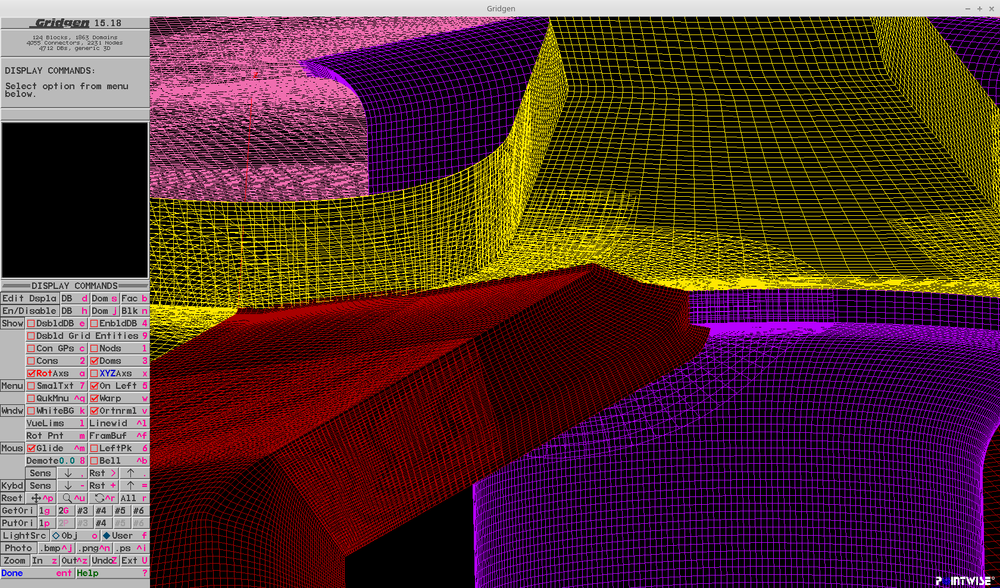 Gridgen
Gridgen 15.18
124 Blocks, 1863 Domains
4055 Connectors, 2231 Nodes
4712 DBs, generic 3D
DISPLAY COMMANDS:
Select option from menu
below.
DISPLAY COMMANDS
Edit Dspla DB d Dom s Fac b
En/Disable DB h Dom j Blk n
Show DsbldDB e EnbldDB 4
Dsbld Grid Entities 9
Con GPs c Nods 1
Cons 2 Doms 3
RotAxs a XYZAxs x
Menu SmalTxt 7 On Left 5
QukMnu ^q Warp w
Wndw WhiteBG k Ortnrml v
VueLims l Linewid ^l
Rot Pnt m FramBuf ^f
Mous Glide ^m LeftPk 6
Demote0.0 8 Bell ^b
Sens ↓ , Rst > ↑ .
Kybd Sens ↓ - Rst + ↑ =
Rset ^p ^u ^r All r
GetOri 1g 2G #3 #4 #5 #6
PutOri 1p 2P #3 #4 #5 #6
LightSrc Obj o User f
Photo .bmp^j .png^n .ps ^i
Zoom In z Out^z UndoZ Ext U
Done ent Help ?
POINTWISE